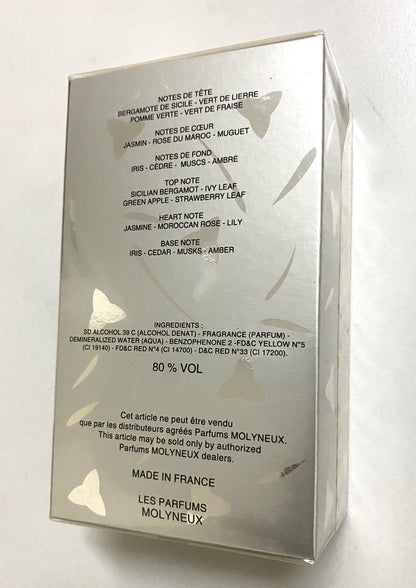 NOTES DE TÊTE
BERGAMOTE DE SICILE - VERT DE LIERRE
POMME VERTE - VERT DE FRAISE
NOTES DE CŒUR
JASMIN - ROSE DU MAROC - MUGUET
NOTES DE FOND
IRIS - CÈDRE - MUSCS - AMBRE
TOP NOTE
SICILIAN BERGAMOT - IVY LEAF
GREEN APPLE - STRAWBERRY LEAF
HEART NOTE
JASMINE - MOROCCAN ROSE - LILY
BASE NOTE
IRIS - CEDAR - MUSKS - AMBER
INGREDIENTS :
SD ALCOHOL 39 C (ALCOHOL DENAT) - FRAGRANCE (PARFUM) -
DEMINERALIZED WATER (AQUA) - BENZOPHENONE 2 -FD&C YELLOW N°5
(CI 19140) - FD&C RED N°4 (CI 14700) - D&C RED N°33 (CI 17200).
80 % VOL
Cet article ne peut être vendu
que par les distributeurs agréés Parfums MOLYNEUX.
This article may be sold only by authorized
Parfums MOLYNEUX dealers.
MADE IN FRANCE
LES PARFUMS
MOLYNEUX